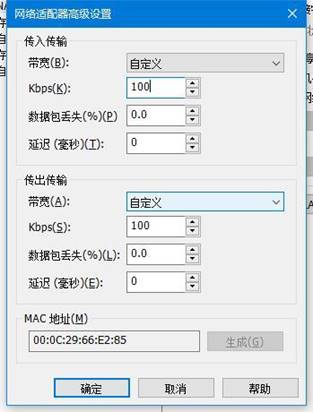 网络适配器高级设置
传入传输
带宽(B): 自定义
Kbps(K): 100
数据包丢失(%)(P) 0.0
延迟 (毫秒)(T): 0
传出传输
带宽(A): 自定义
Kbps(S): 100
数据包丢失(%)(L): 0.0
延迟 (毫秒)(E): 0
MAC 地址(M)
00:0C:29:66:E2:85 生成(G)
确定 取消 帮助